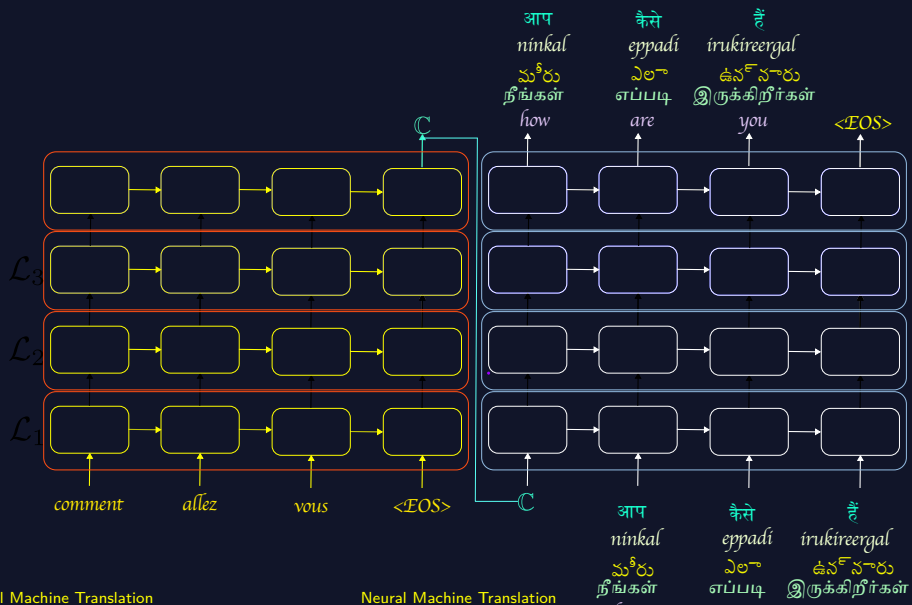 आप कैसे हैं
ninkal eppadi irukireergal
మీరు ఎలా ఉన్నారు
நீங்கள் எப்படி இருக்கிறீர்கள்
how are you <EOS>
ℂ
ℒ3
ℒ2
ℒ1
comment allez vous <EOS> ℂ
आप कैसे हैं
ninkal eppadi irukireergal
మీరు ఎలా ఉన్నారు
நீங்கள் எப்படி இருக்கிறீர்கள்
l Machine Translation Neural Machine Translation